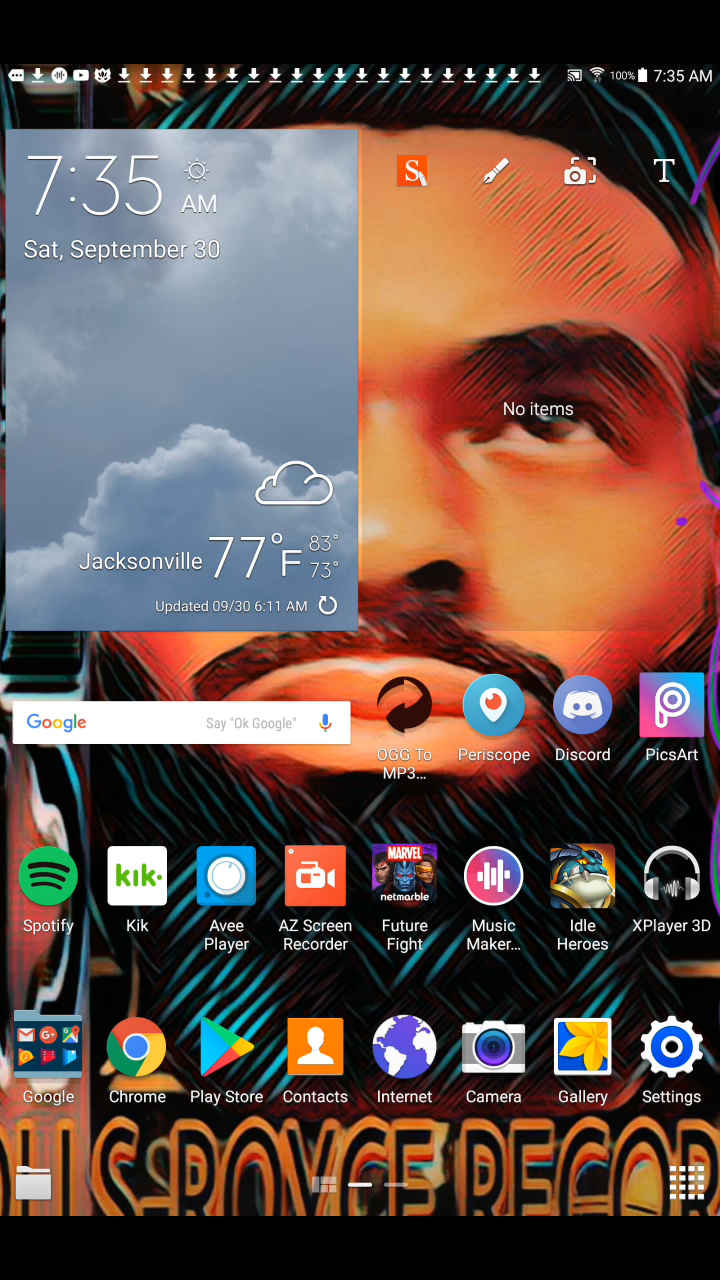 100% 7:35 AM
7:35 AM
Sat, September 30
S
T
No items
Jacksonville 77°F 83° 73°
Updated 09/30 6:11 AM
Google Say "Ok Google"
OGG To MP3...
Periscope
Discord
PicsArt
kik
MARVEL
netmarble
Spotify
Kik
Avee Player
AZ Screen Recorder
Future Fight
Music Maker...
Idle Heroes
XPlayer 3D
G+
Google
Chrome
Play Store
Contacts
Internet
Camera
Gallery
Settings
LLS-ROYCE RECOR